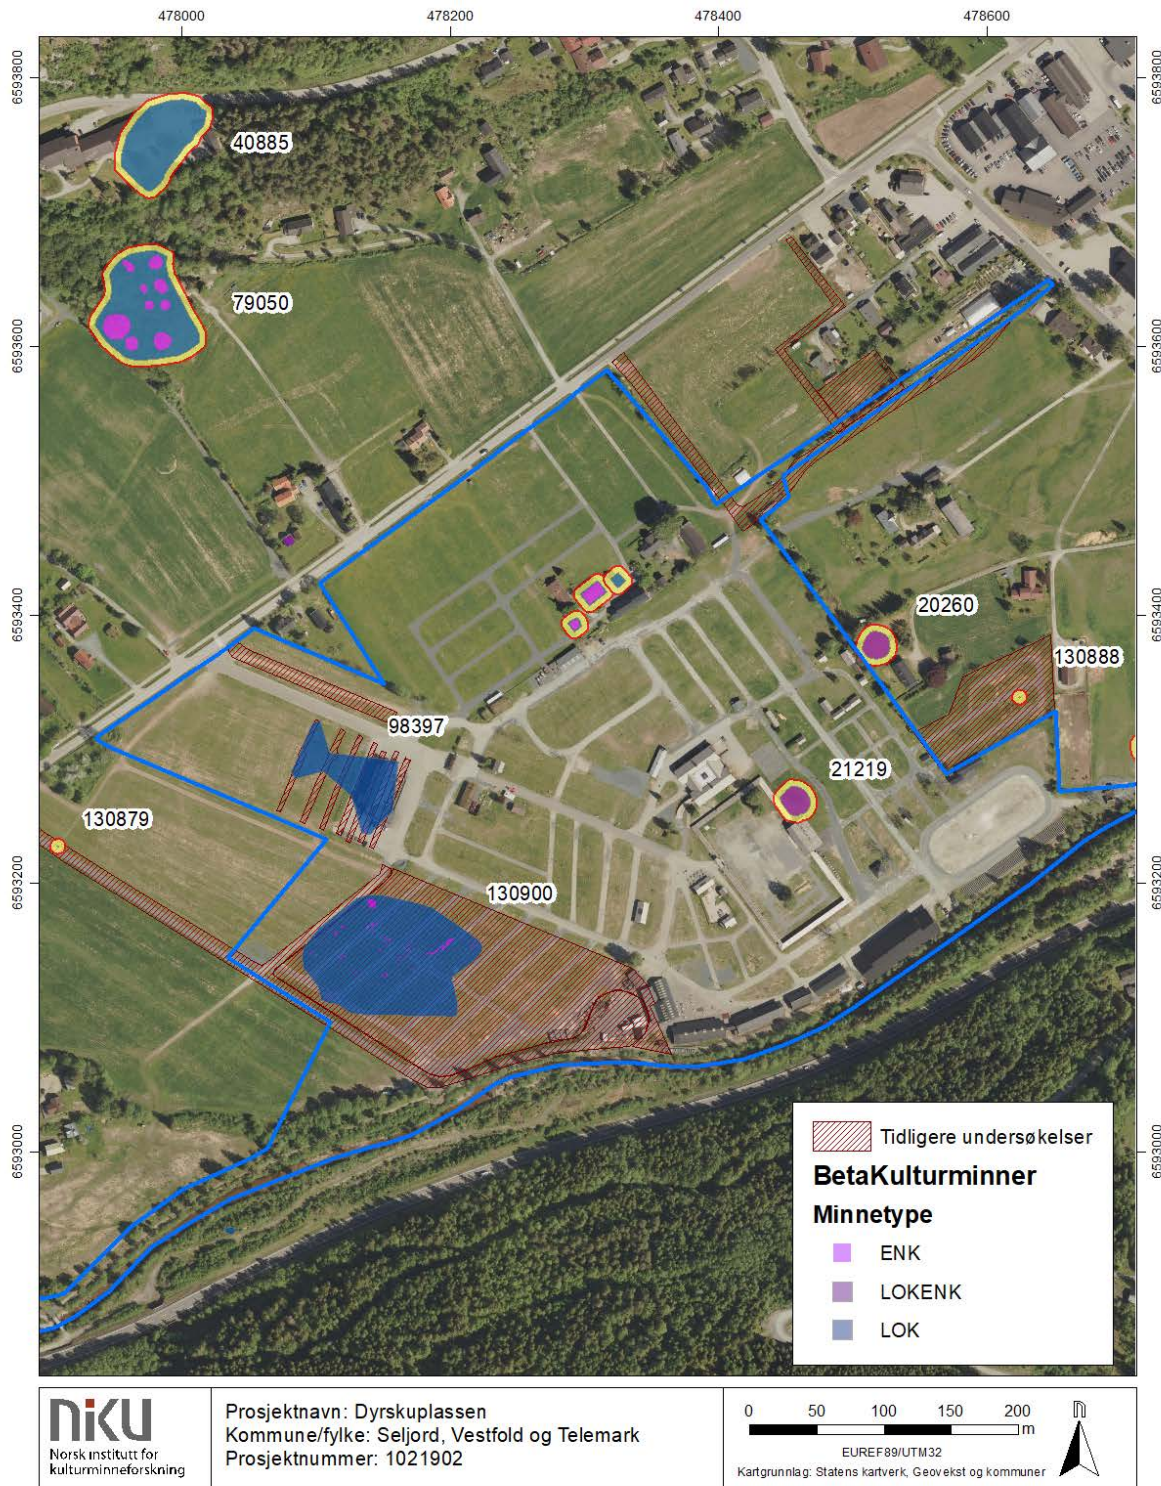 478000 478200 478400 478600
6593800 6593800
40885
79050
6593600 6593600
6593400 6593400
20260
130888
98397
21219
130879
6593200 6593200
130900
Tidligere undersøkelser
BetaKulturminner
Minnetype
6593000 6593000
ENK
LOKENK
LOK
niku
Norsk institutt for
kulturminneforskning
Prosjektnavn: Dyrskuplassen
Kommune/fylke: Seljord, Vestfold og Telemark
Prosjektnummer: 1021902
0 50 100 150 200
m
EUREF89/UTM32
Kartgrunnlag: Statens kartverk, Geovekst og kommuner
n